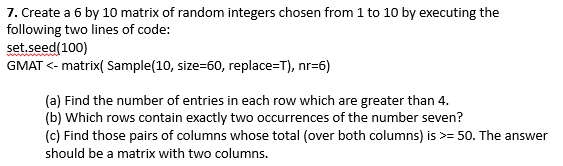 7. Create a 6 by 10 matrix of random integers chosen from 1 to 10 by executing the
following two lines of code:
set.seed(100)
GMAT <- matrix( Sample(10, size=60, replace=T), nr=6)
(a) Find the number of entries in each row which are greater than 4.
(b) Which rows contain exactly two occurrences of the number seven?
(c) Find those pairs of columns whose total (over both columns) is >= 50. The answer
should be a matrix with two columns.